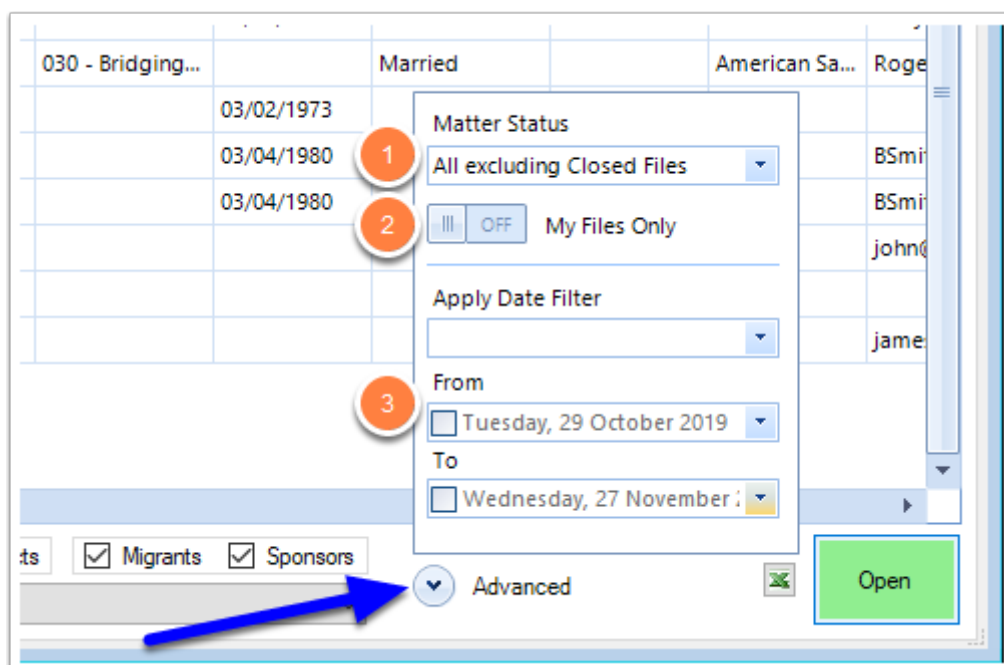 030 - Bridging... Married American Sa... Roge
03/02/1973
Matter Status
03/04/1980 1 All excluding Closed Files BSmi
03/04/1980 2 OFF My Files Only BSmi
john@
Apply Date Filter
jame
From
3 Tuesday, 29 October 2019
To
Wednesday, 27 November
ts Migrants Sponsors
Advanced Open